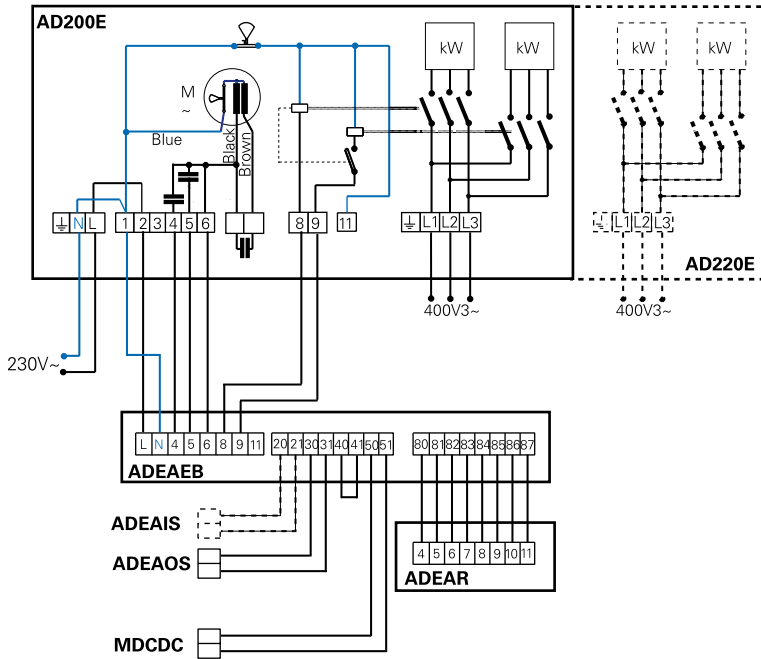 AD200E
kW kW kW kW
M
~
Blue
Black
Brown
N L 1 2 3 4 5 6 8 9 11 L1 L2 L3 L1 L2 L3
AD220E
400V3~ 400V3~
230V~
L N 4 5 6 8 9 11 20 21 30 31 40 41 50 51 80 81 82 83 84 85 86 87
ADEAEB
ADEAIS
ADEAOS
4 5 6 7 8 9 10 11
ADEAR
MDCDC